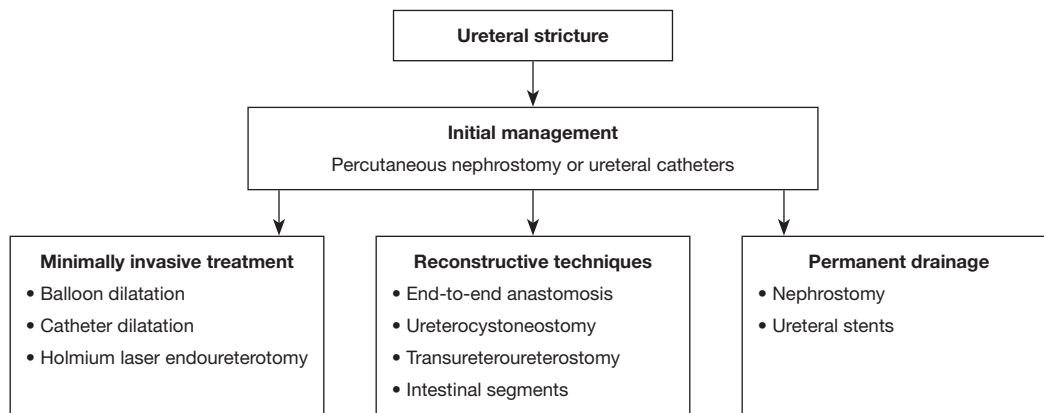 Ureteral stricture
Initial management
Percutaneous nephrostomy or ureteral catheters
Minimally invasive treatment
• Balloon dilatation
• Catheter dilatation
• Holmium laser endoureterotomy
Reconstructive techniques
• End-to-end anastomosis
• Ureterocystoneostomy
• Transureteroureterostomy
• Intestinal segments
Permanent drainage
• Nephrostomy
• Ureteral stents